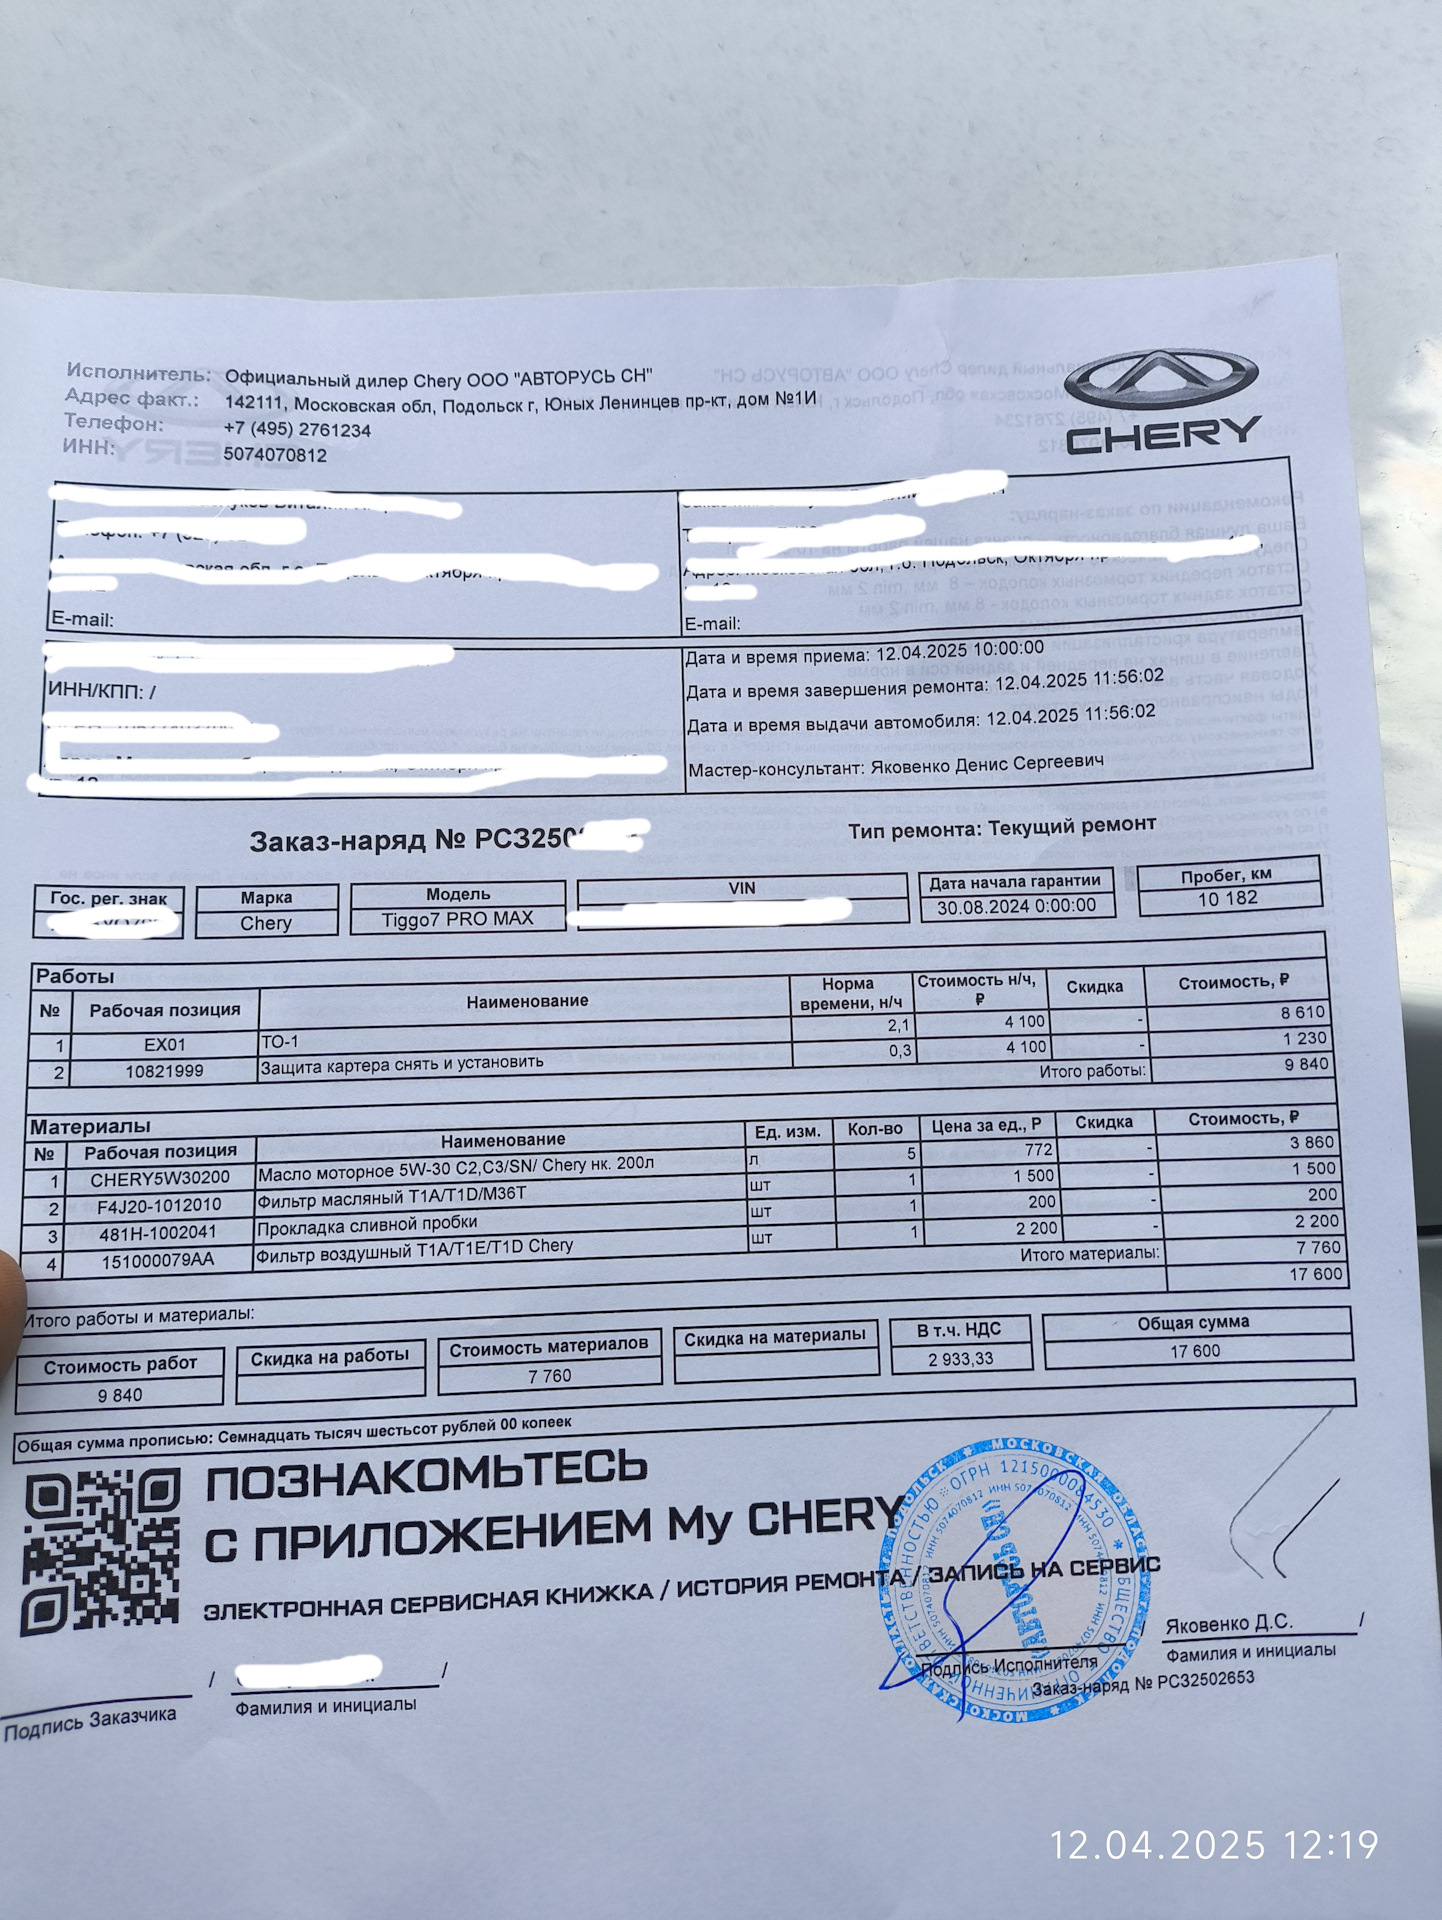 Исполнитель: Официальный дилер Chery ООО "АВТОРУСЬ СН"
Адрес факт.: 142111, Московская обл, Подольск г, Юных Ленинцев пр-кт, дом №1И
Телефон: +7 (495) 2761234
ИНН: 5074070812
CHERY
E-mail:
E-mail:
ИНН/КПП: /
Дата и время приема: 12.04.2025 10:00:00
Дата и время завершения ремонта: 12.04.2025 11:56:02
Дата и время выдачи автомобиля: 12.04.2025 11:56:02
Мастер-консультант: Яковенко Денис Сергеевич
Заказ-наряд № РСЗ250
Тип ремонта: Текущий ремонт
Гос. рег. знак Марка Модель VIN Дата начала гарантии Пробег, км
Chery Tiggo7 PRO MAX 30.08.2024 0:00:00 10 182
Работы
№ Рабочая позиция Наименование Норма времени, н/ч Стоимость н/ч, ₽ Скидка Стоимость, ₽
1 EX01 ТО-1 2,1 4 100 - 8 610
2 10821999 Защита картера снять и установить 0,3 4 100 - 1 230
Итого работы: 9 840
Материалы
№ Рабочая позиция Наименование Ед. изм. Кол-во Цена за ед., Р Скидка Стоимость, ₽
1 CHERY5W30200 Масло моторное 5W-30 C2,C3/SN/ Chery нк. 200л л 5 772 - 3 860
2 F4J20-1012010 Фильтр масляный T1A/T1D/M36T шт 1 1 500 - 1 500
3 481H-1002041 Прокладка сливной пробки шт 1 200 - 200
4 151000079AA Фильтр воздушный T1A/T1E/T1D Chery шт 1 2 200 - 2 200
Итого материалы: 7 760
Итого работы и материалы: 17 600
Стоимость работ Скидка на работы Стоимость материалов Скидка на материалы В т.ч. НДС Общая сумма
9 840 7 760 2 933,33 17 600
Общая сумма прописью: Семнадцать тысяч шестьсот рублей 00 копеек
ПОЗНАКОМЬТЕСЬ
С ПРИЛОЖЕНИЕМ My CHERY
ЭЛЕКТРОННАЯ СЕРВИСНАЯ КНИЖКА / ИСТОРИЯ РЕМОНТА / ЗАПИСЬ НА СЕРВИС
МОСКОВСКАЯ ОБЛАСТЬ
ОГРН 1215000084530
ИНН 5074070812
"АВТОРУСЬ СН"
/ /
Подпись Заказчика Фамилия и инициалы
Подпись Исполнителя
Яковенко Д.С. /
Фамилия и инициалы
Заказ-наряд № РСЗ2502653
12.04.2025 12:19